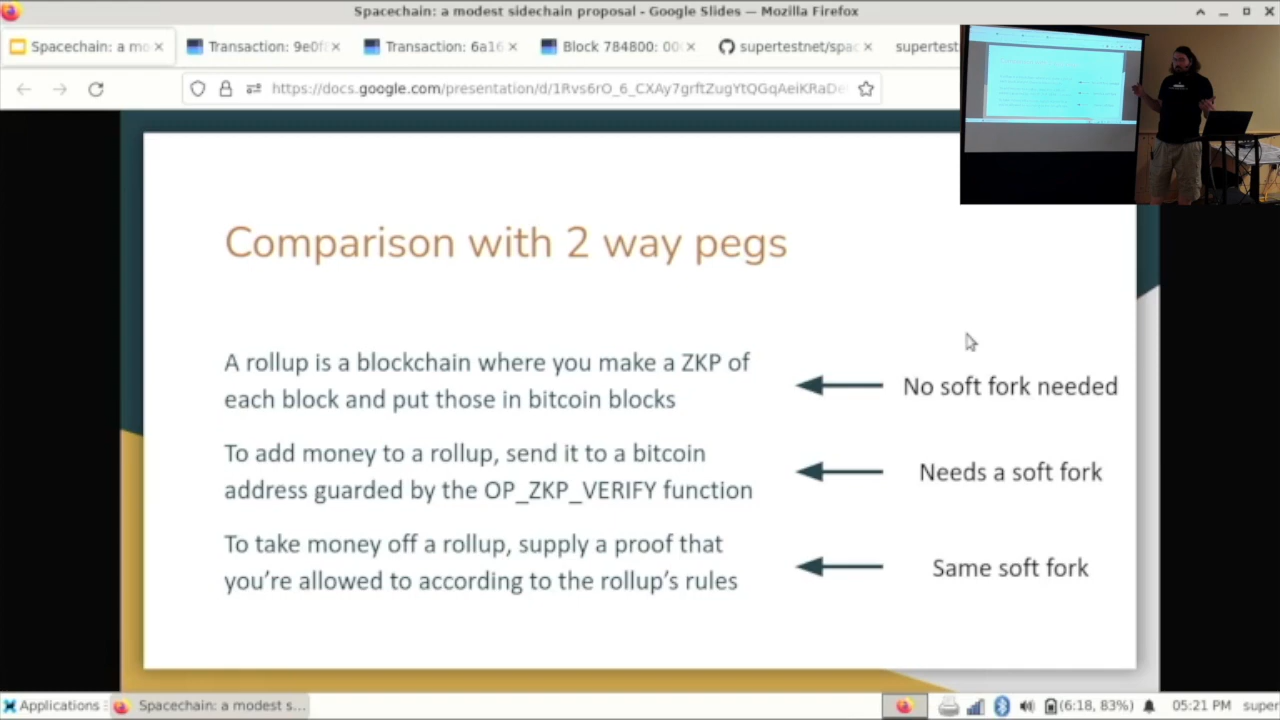 Spacechain: a modest sidechain proposal - Google Slides — Mozilla Firefox
Spacechain: a mo
Transaction: 9e0f
Transaction: 6a16
Block 784800: 00
supertestnet/spac
supertest
https://docs.google.com/presentation/d/1Rvs6rO_6_CXAy7grftZugYtQGqAeiKRaDe
Comparison with 2 way pegs
A rollup is a blockchain where you make a ZKP of
each block and put those in bitcoin blocks
No soft fork needed
To add money to a rollup, send it to a bitcoin
address guarded by the OP_ZKP_VERIFY function
Needs a soft fork
To take money off a rollup, supply a proof that
you're allowed to according to the rollup's rules
Same soft fork
Applications
Spacechain: a modest s...
(6:18, 83%)
05:21 PM
super